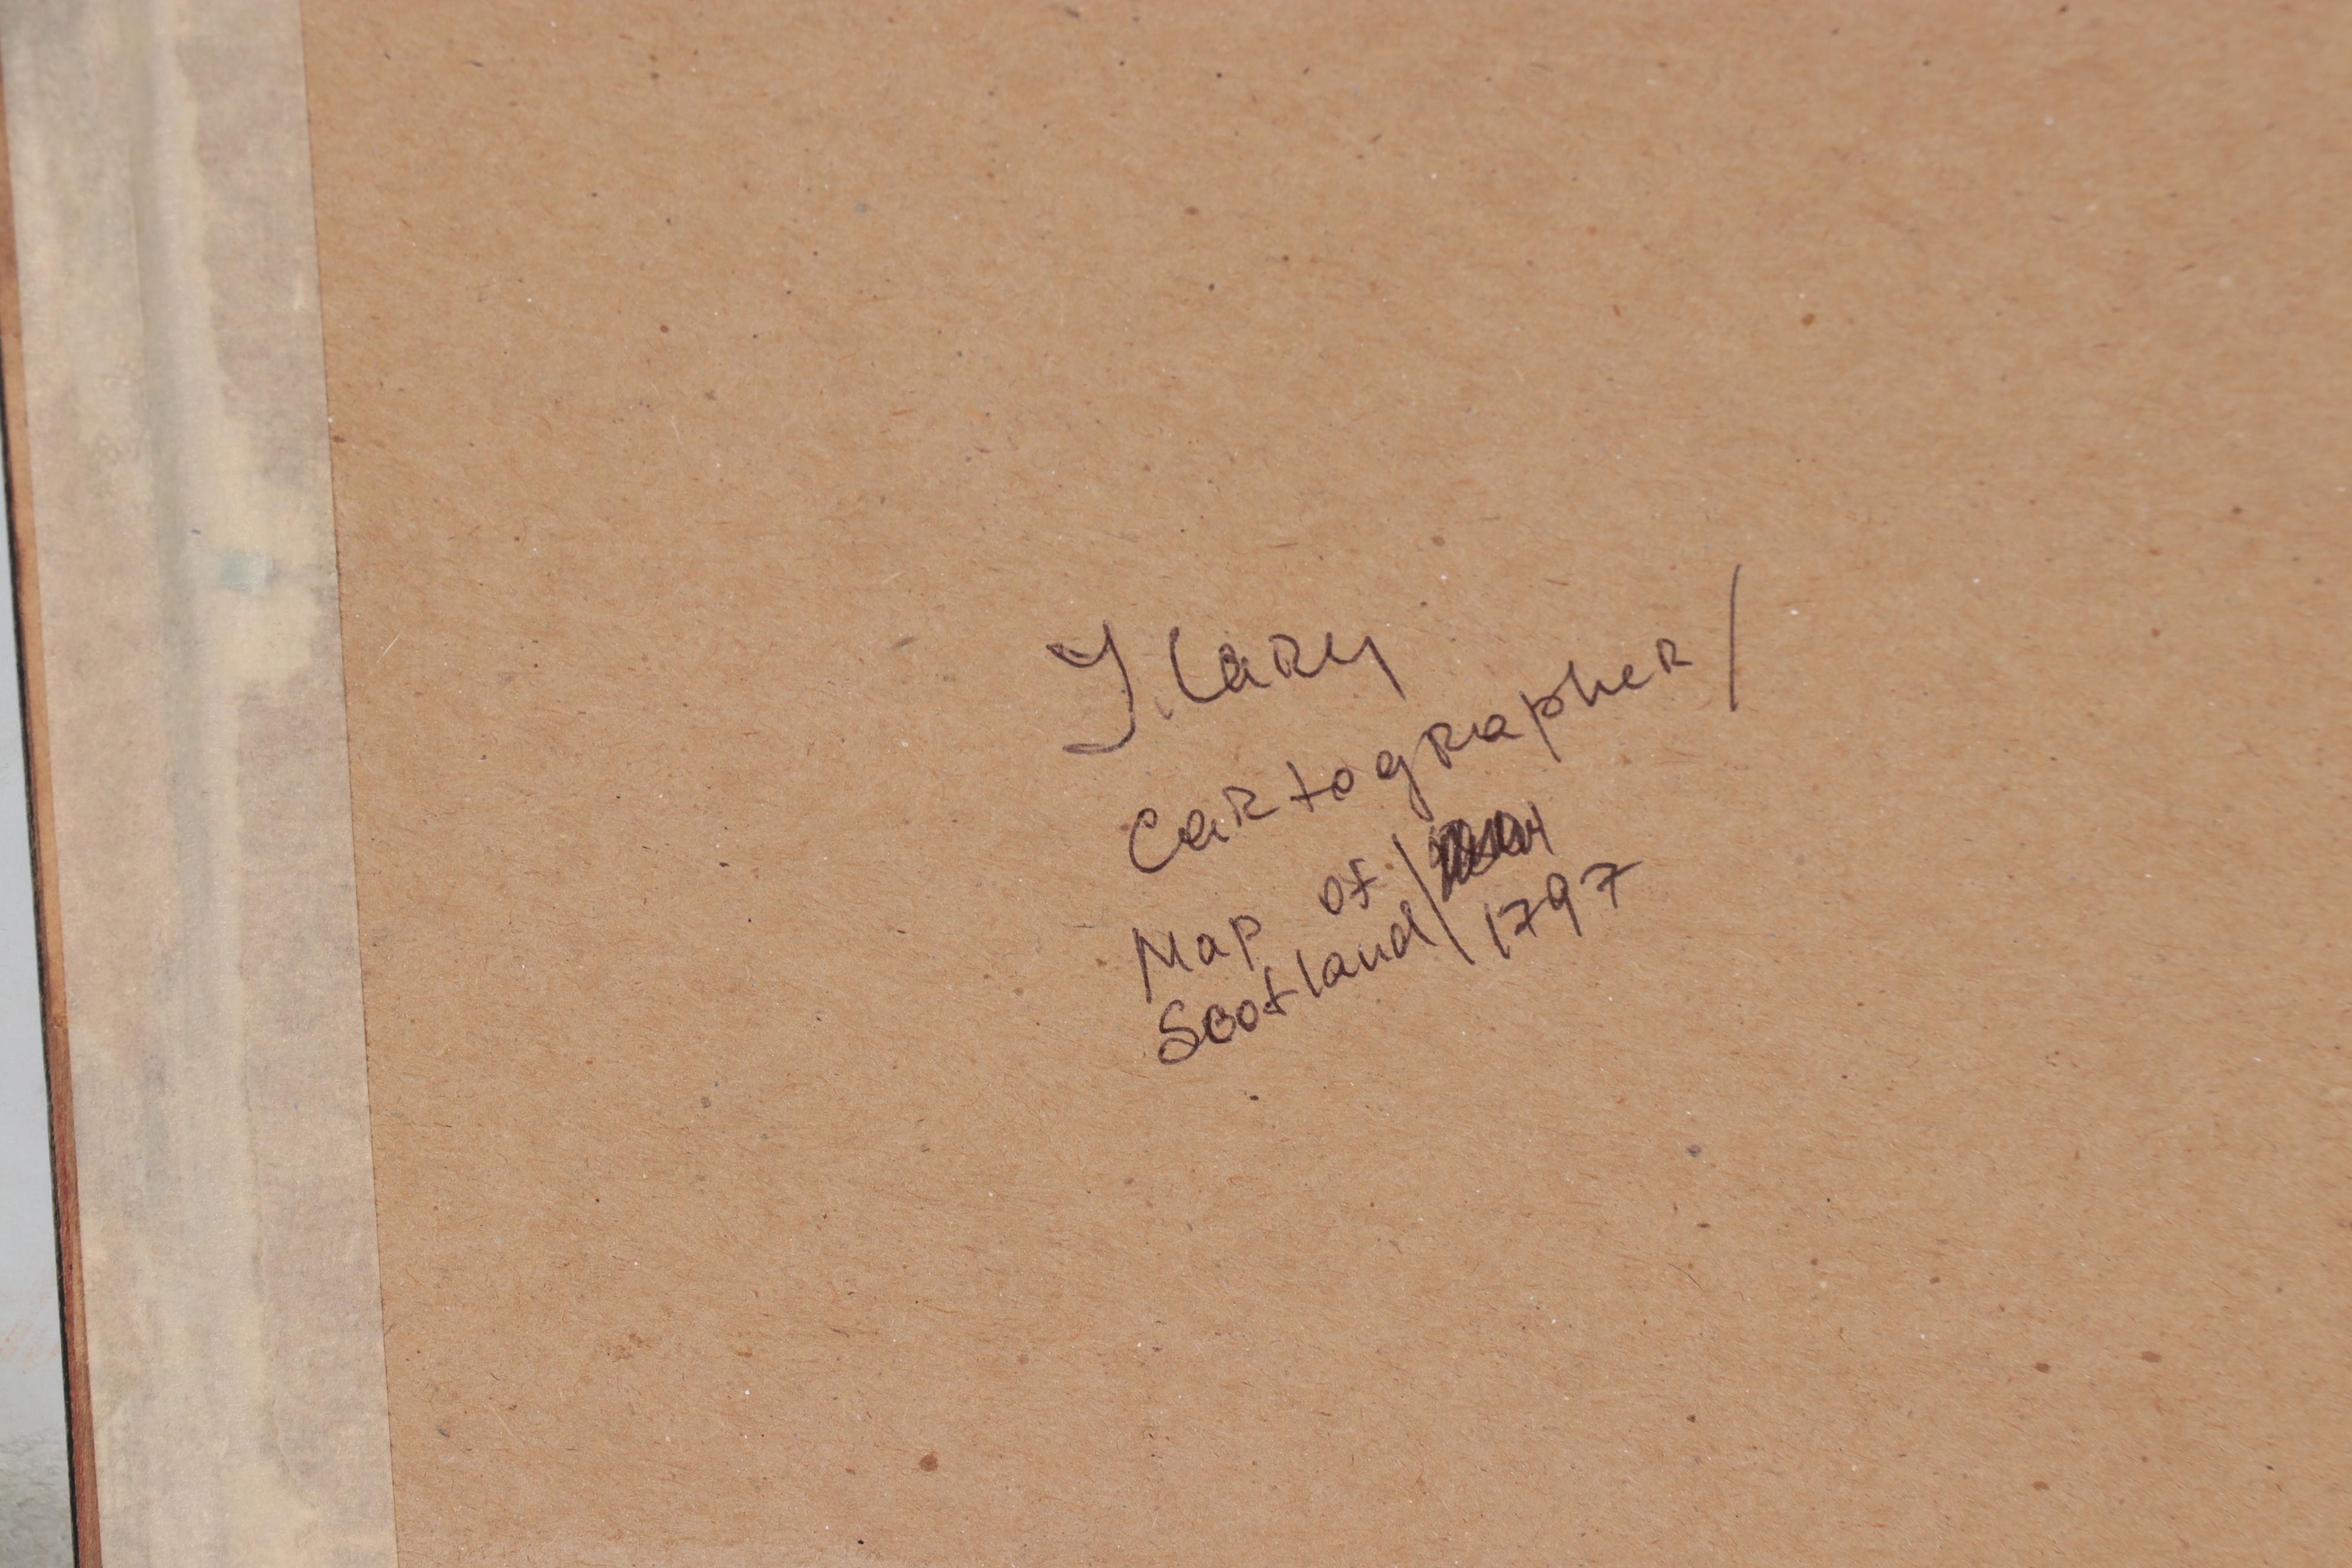 J. Cary
Cartographer/
Map of /
Scotland/ 1797